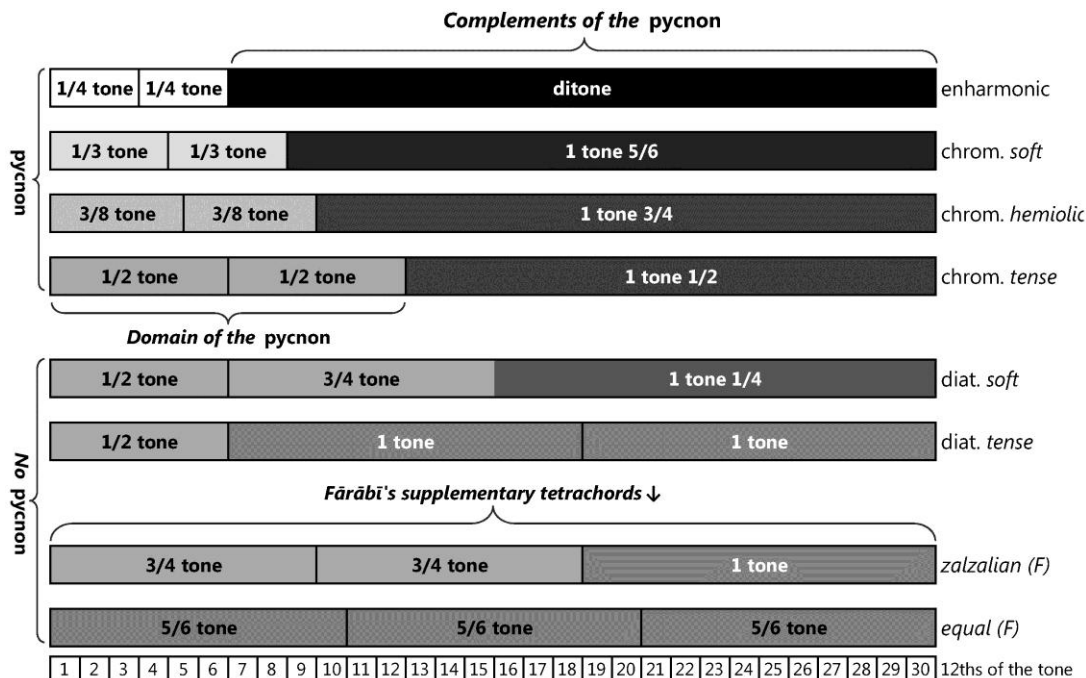 Complements of the pycnon
1/4 tone 1/4 tone ditone enharmonic
1/3 tone 1/3 tone 1 tone 5/6 chrom. soft
pycnon
3/8 tone 3/8 tone 1 tone 3/4 chrom. hemiolic
1/2 tone 1/2 tone 1 tone 1/2 chrom. tense
Domain of the pycnon
1/2 tone 3/4 tone 1 tone 1/4 diat. soft
1/2 tone 1 tone 1 tone diat. tense
No pycnon
Fārābī's supplementary tetrachords ↓
3/4 tone 3/4 tone 1 tone zalzalian (F)
5/6 tone 5/6 tone 5/6 tone equal (F)
1 2 3 4 5 6 7 8 9 10 11 12 13 14 15 16 17 18 19 20 21 22 23 24 25 26 27 28 29 30 12ths of the tone